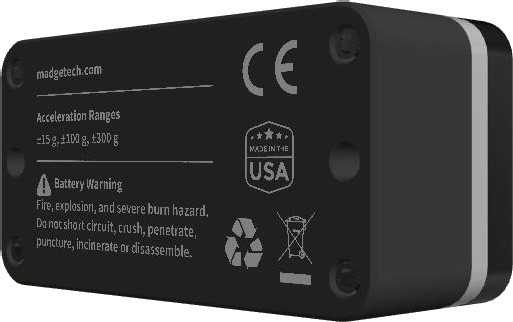 madgetech.com
Acceleration Ranges
±15 g, ±100 g, ±300 g
Battery Warning
Fire, explosion, and severe burn hazard.
Do not short circuit, crush, penetrate,
puncture, incinerate or disassemble.
CE
MADE IN THE
USA